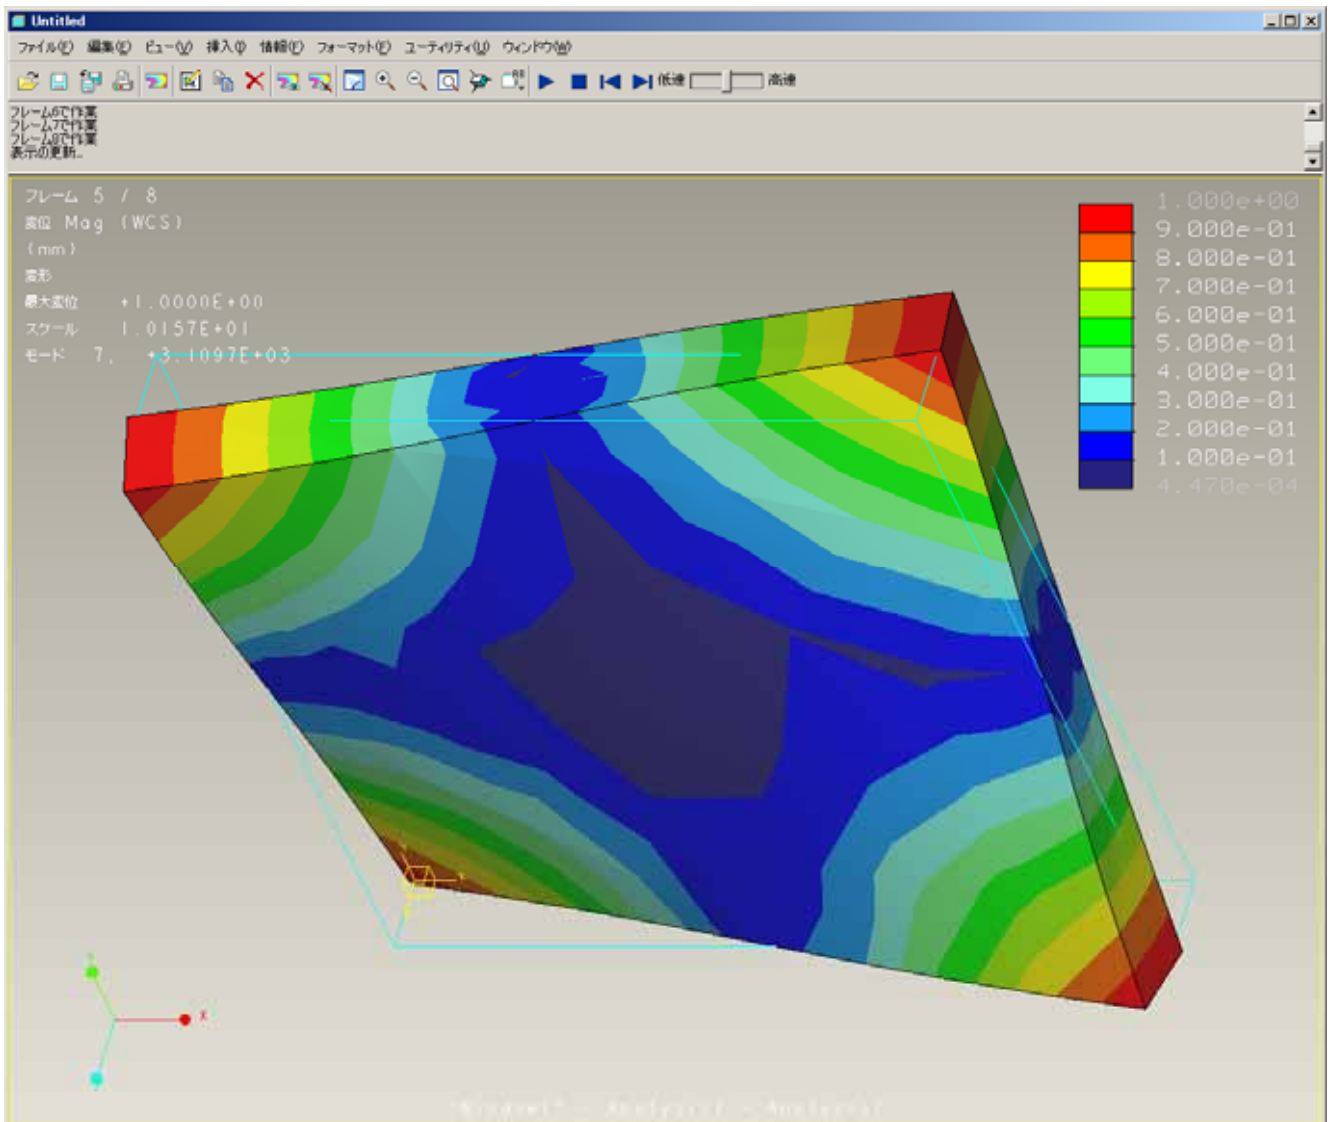 Untitled
ファイル(F) 編集(E) ビュー(V) 挿入(I) 情報(E) フォーマット(E) ユーティリティ(U) ウィンドウ(W)
低速 高速
フレーム6で作業
フレーム7で作業
フレーム8で作業
表示の更新..
フレーム 5 / 8
変位 Mag (WCS)
(mm)
変形
最大変位 +1.0000E+00
スケール 1.0157E+01
モード 7, +3.1097E+03
1.000e+00
9.000e-01
8.000e-01
7.000e-01
6.000e-01
5.000e-01
4.000e-01
3.000e-01
2.000e-01
1.000e-01
4.470e-04
X